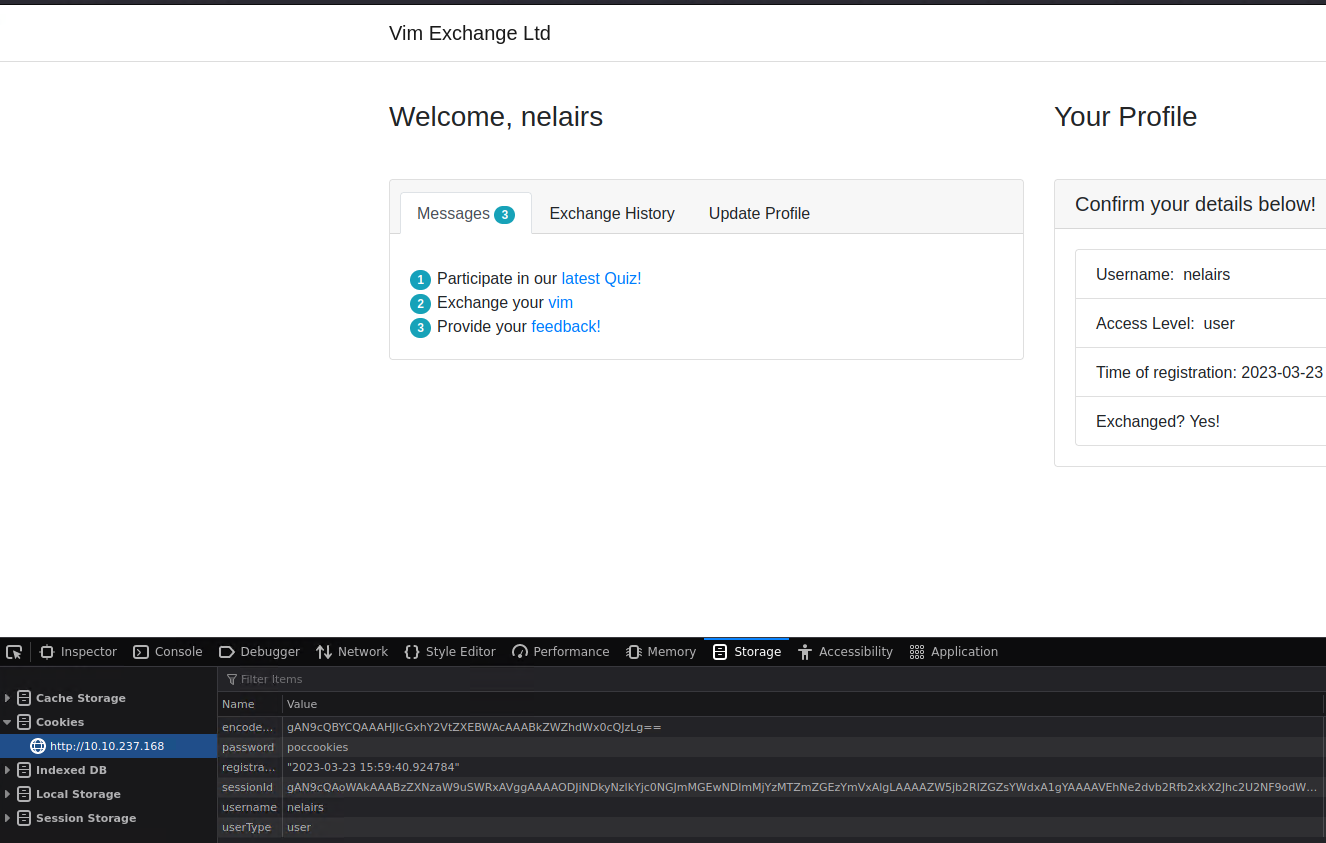 Vim Exchange Ltd
Welcome, nelairs
Your Profile
Messages 3
Exchange History
Update Profile
1 Participate in our latest Quiz!
2 Exchange your vim
3 Provide your feedback!
Confirm your details below!
Username: nelairs
Access Level: user
Time of registration: 2023-03-23
Exchanged? Yes!
Inspector
Console
Debugger
Network
Style Editor
Performance
Memory
Storage
Accessibility
Application
Cache Storage
Cookies
http://10.10.237.168
Indexed DB
Local Storage
Session Storage
Filter Items
Name Value
encode... gAN9cQBYCQAAAHJlcGxhY2VtZXEBWAcAAABkZWZhdWx0cQJzLg==
password poccookies
registra... "2023-03-23 15:59:40.924784"
sessionId
username nelairs
userType user